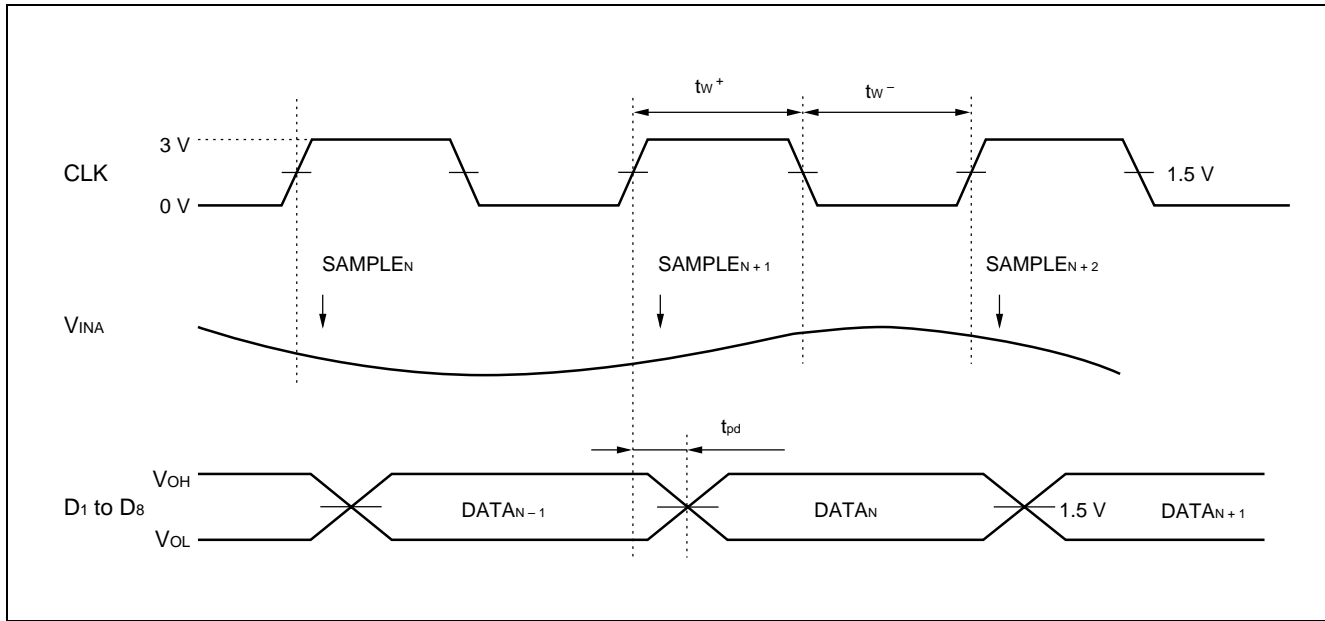 tW+ tW−
3 V
CLK
1.5 V
0 V
SAMPLEN SAMPLEN + 1 SAMPLEN + 2
VINA
tpd
VOH
D1 to D8 DATAN − 1 DATAN 1.5 V DATAN + 1
VOL